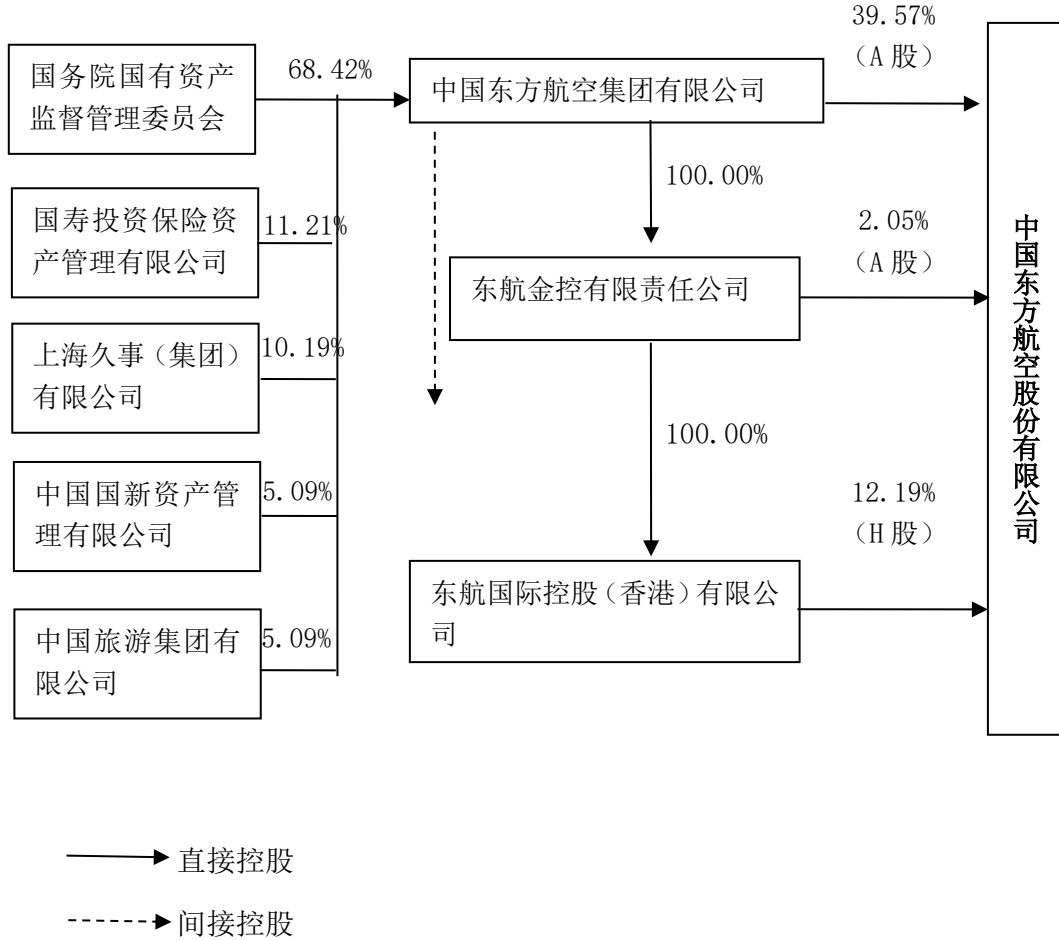 国务院国有资产
监督管理委员会
68.42%
国寿投资保险资
产管理有限公司
11.21%
上海久事（集团）
有限公司
10.19%
中国国新资产管
理有限公司
5.09%
中国旅游集团有
限公司
5.09%
中国东方航空集团有限公司
100.00%
东航金控有限责任公司
100.00%
东航国际控股（香港）有限公
司
39.57%
（A 股）
2.05%
（A 股）
12.19%
（H 股）
中国东方航空股份有限公司
直接控股
间接控股